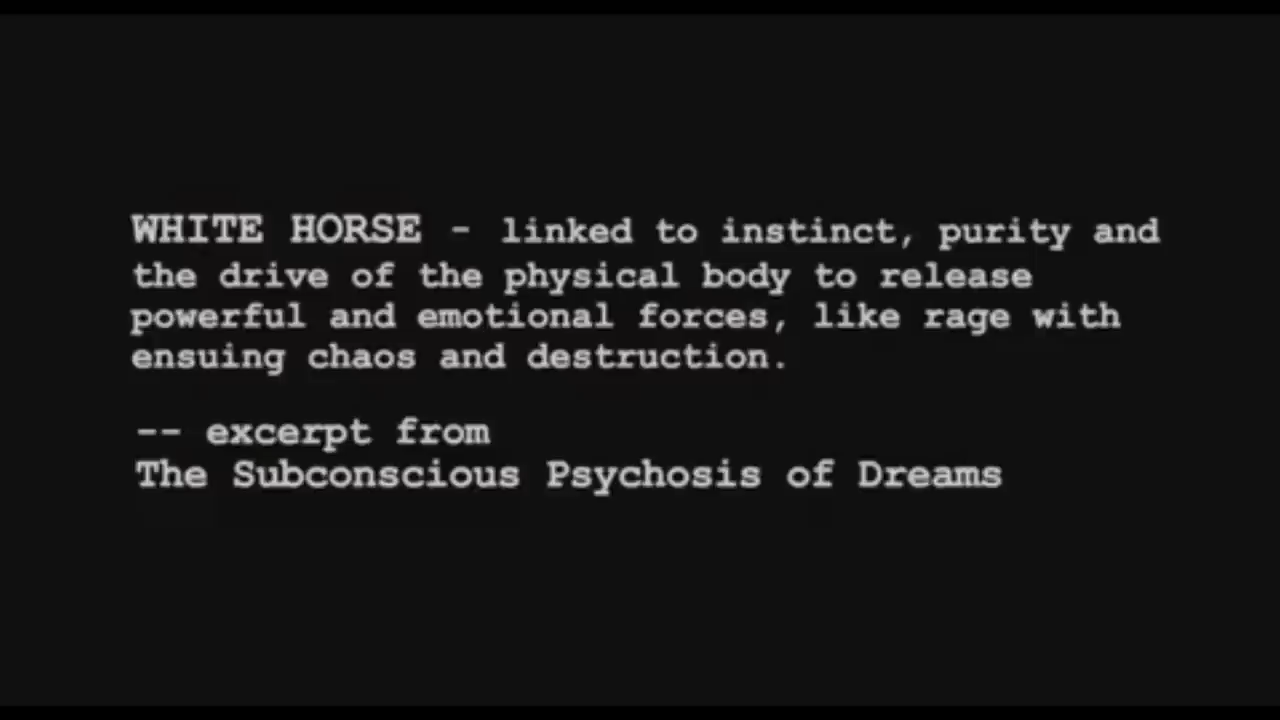 WHITE HORSE - linked to instinct, purity and
the drive of the physical body to release
powerful and emotional forces, like rage with
ensuing chaos and destruction.
-- excerpt from
The Subconscious Psychosis of Dreams